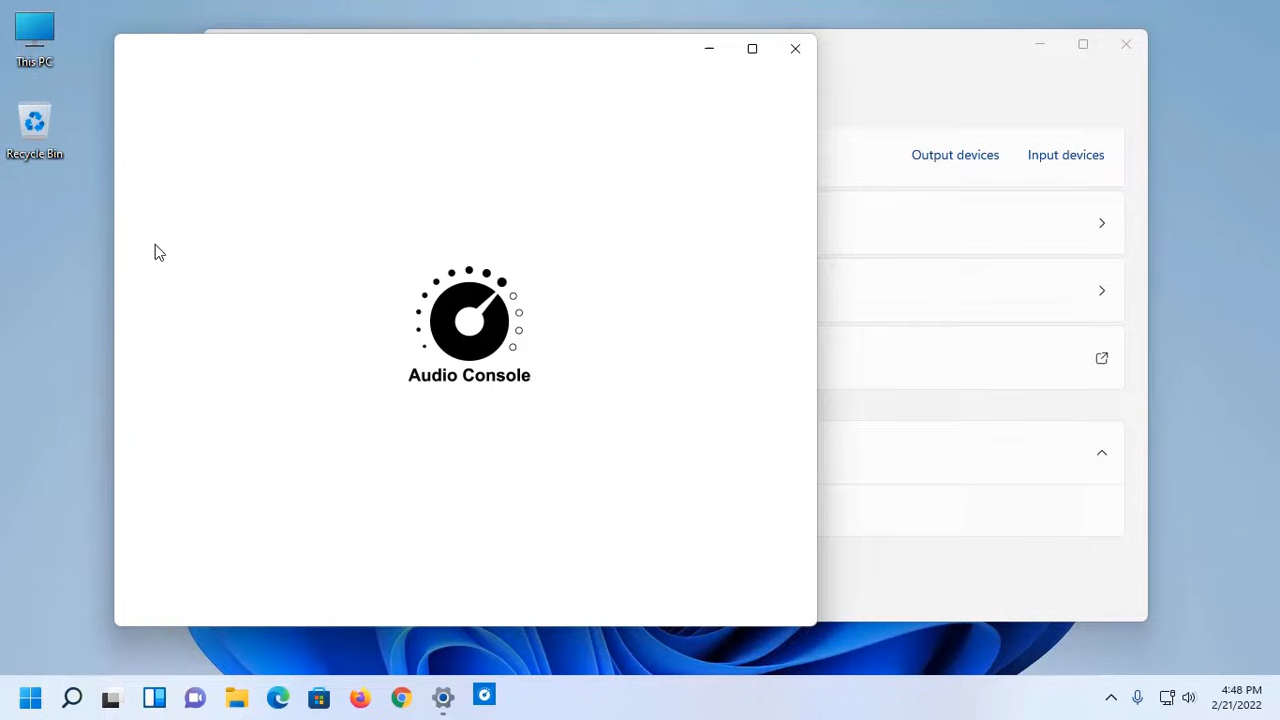 This PC
Recycle Bin
Output devices
Input devices
Audio Console
4:48 PM
2/21/2022